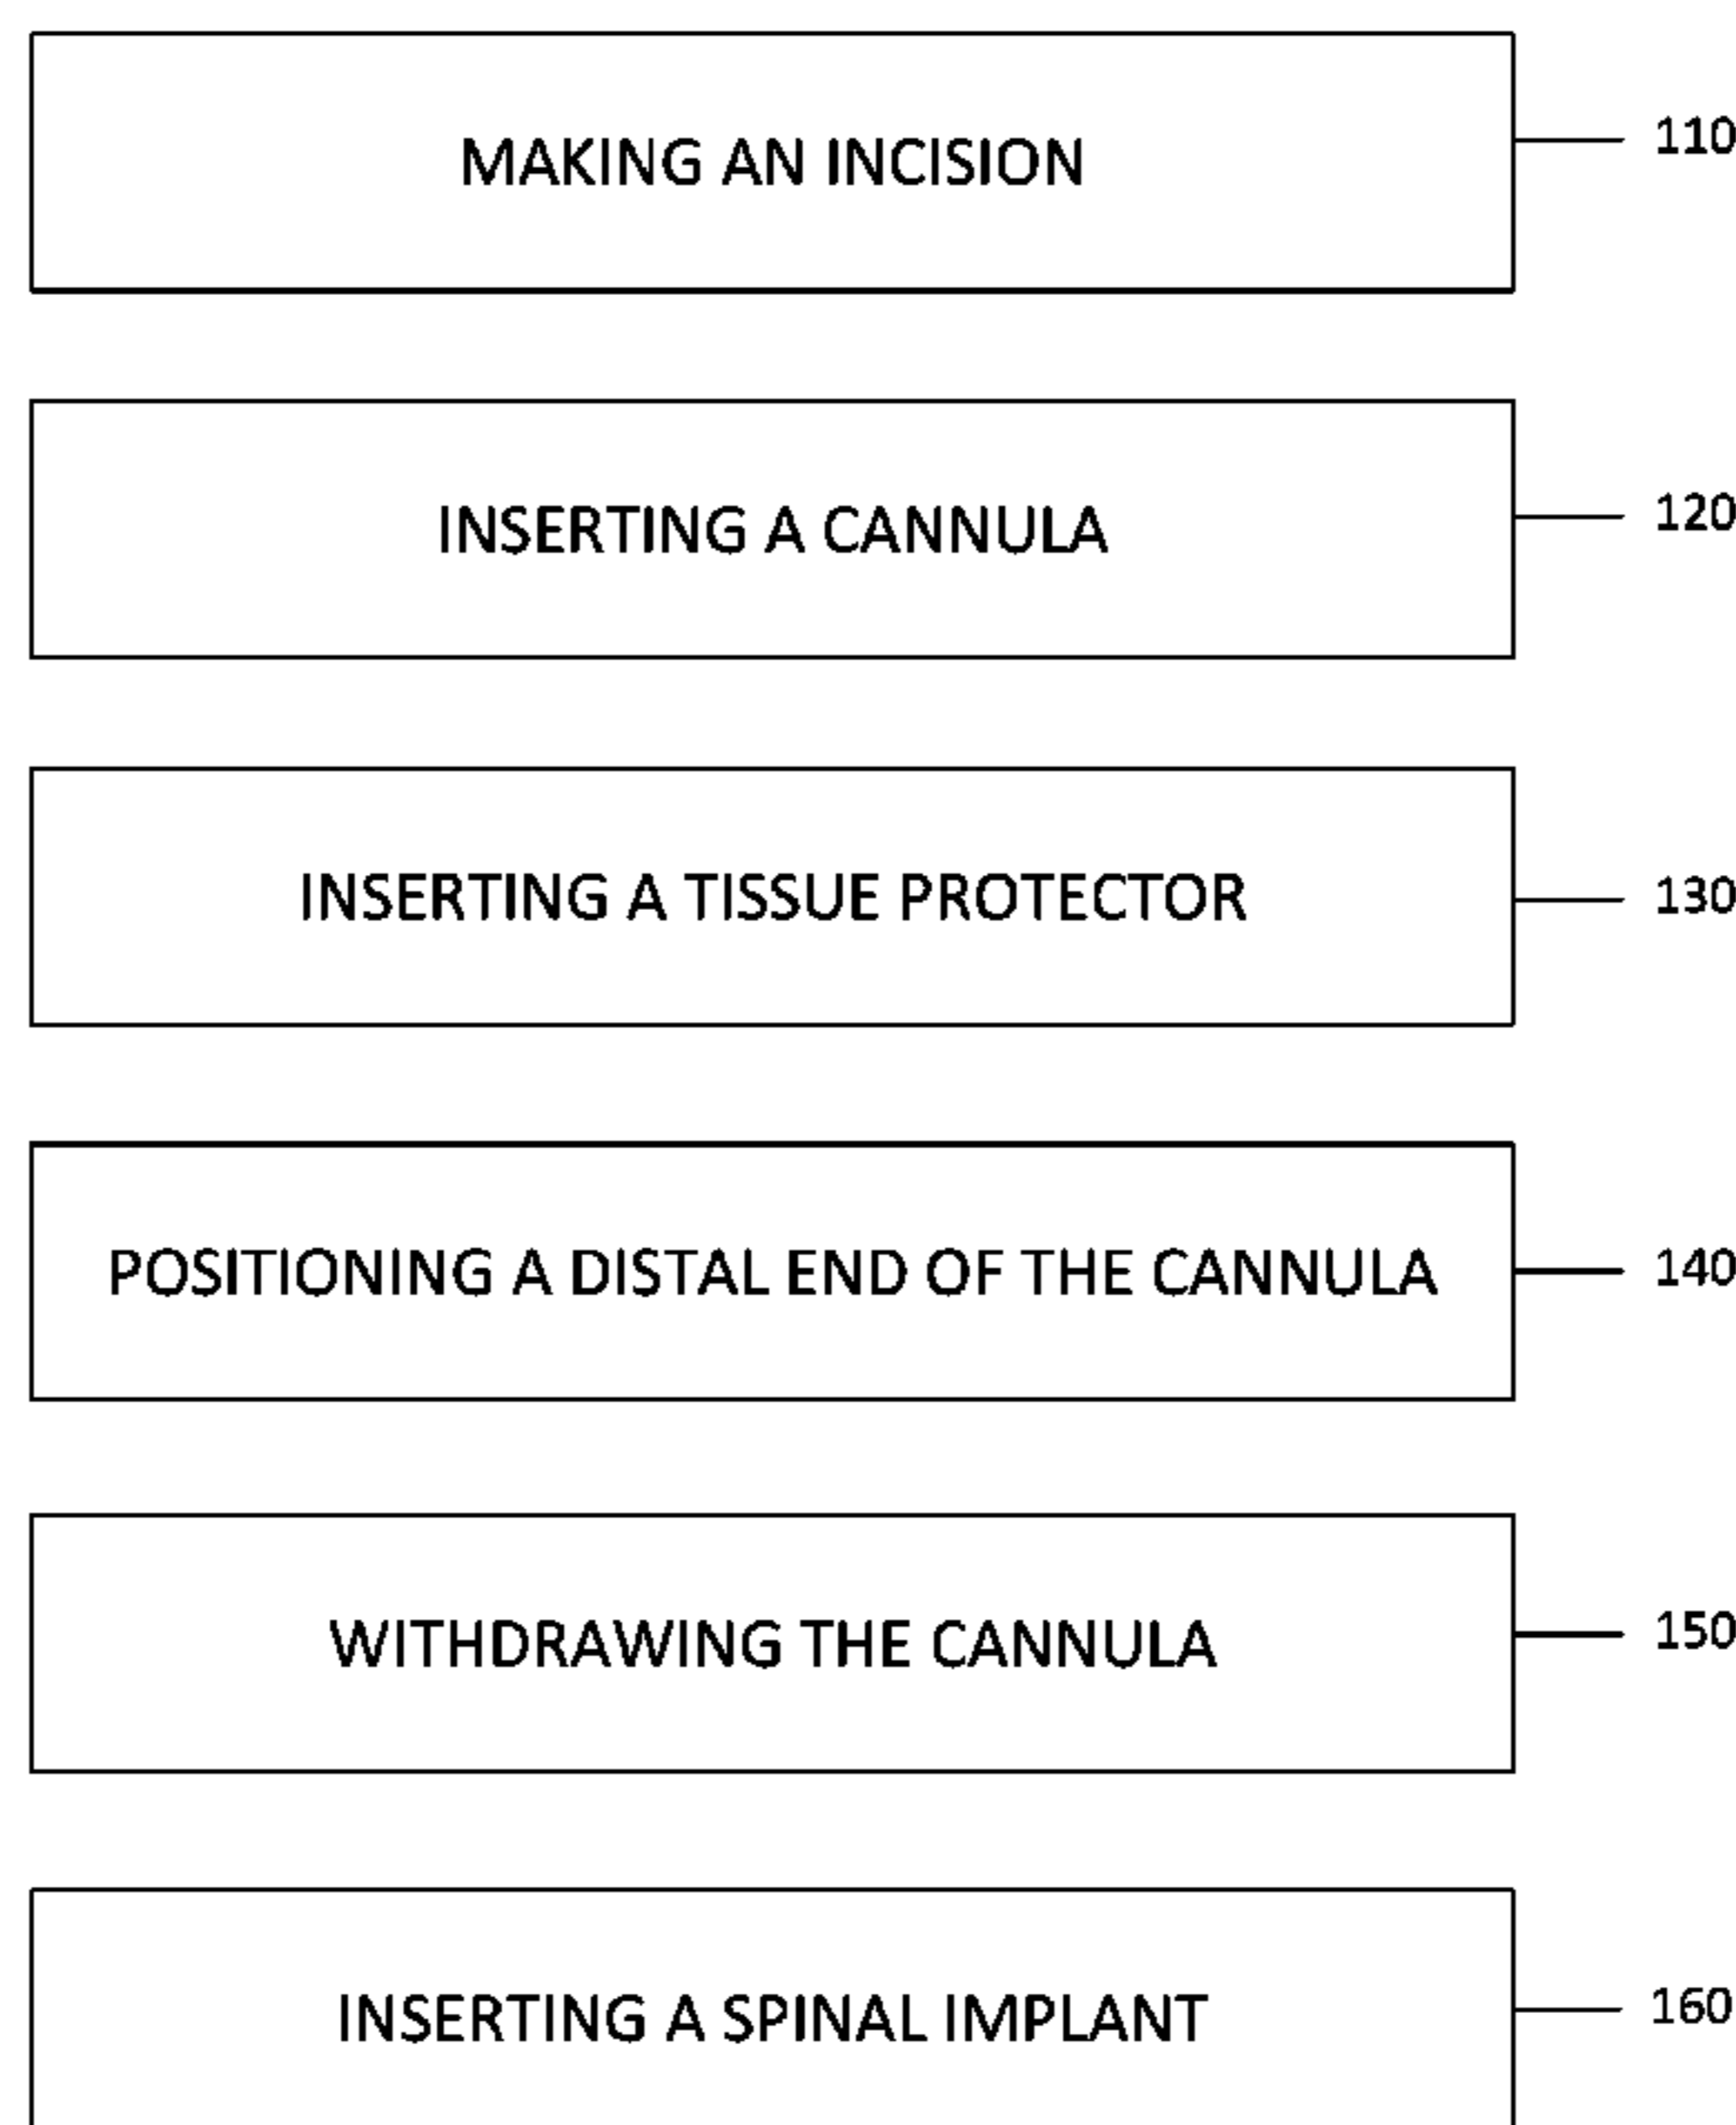 MAKING AN INCISION 110
INSERTING A CANNULA 120
INSERTING A TISSUE PROTECTOR 130
POSITIONING A DISTAL END OF THE CANNULA 140
WITHDRAWING THE CANNULA 150
INSERTING A SPINAL IMPLANT 160